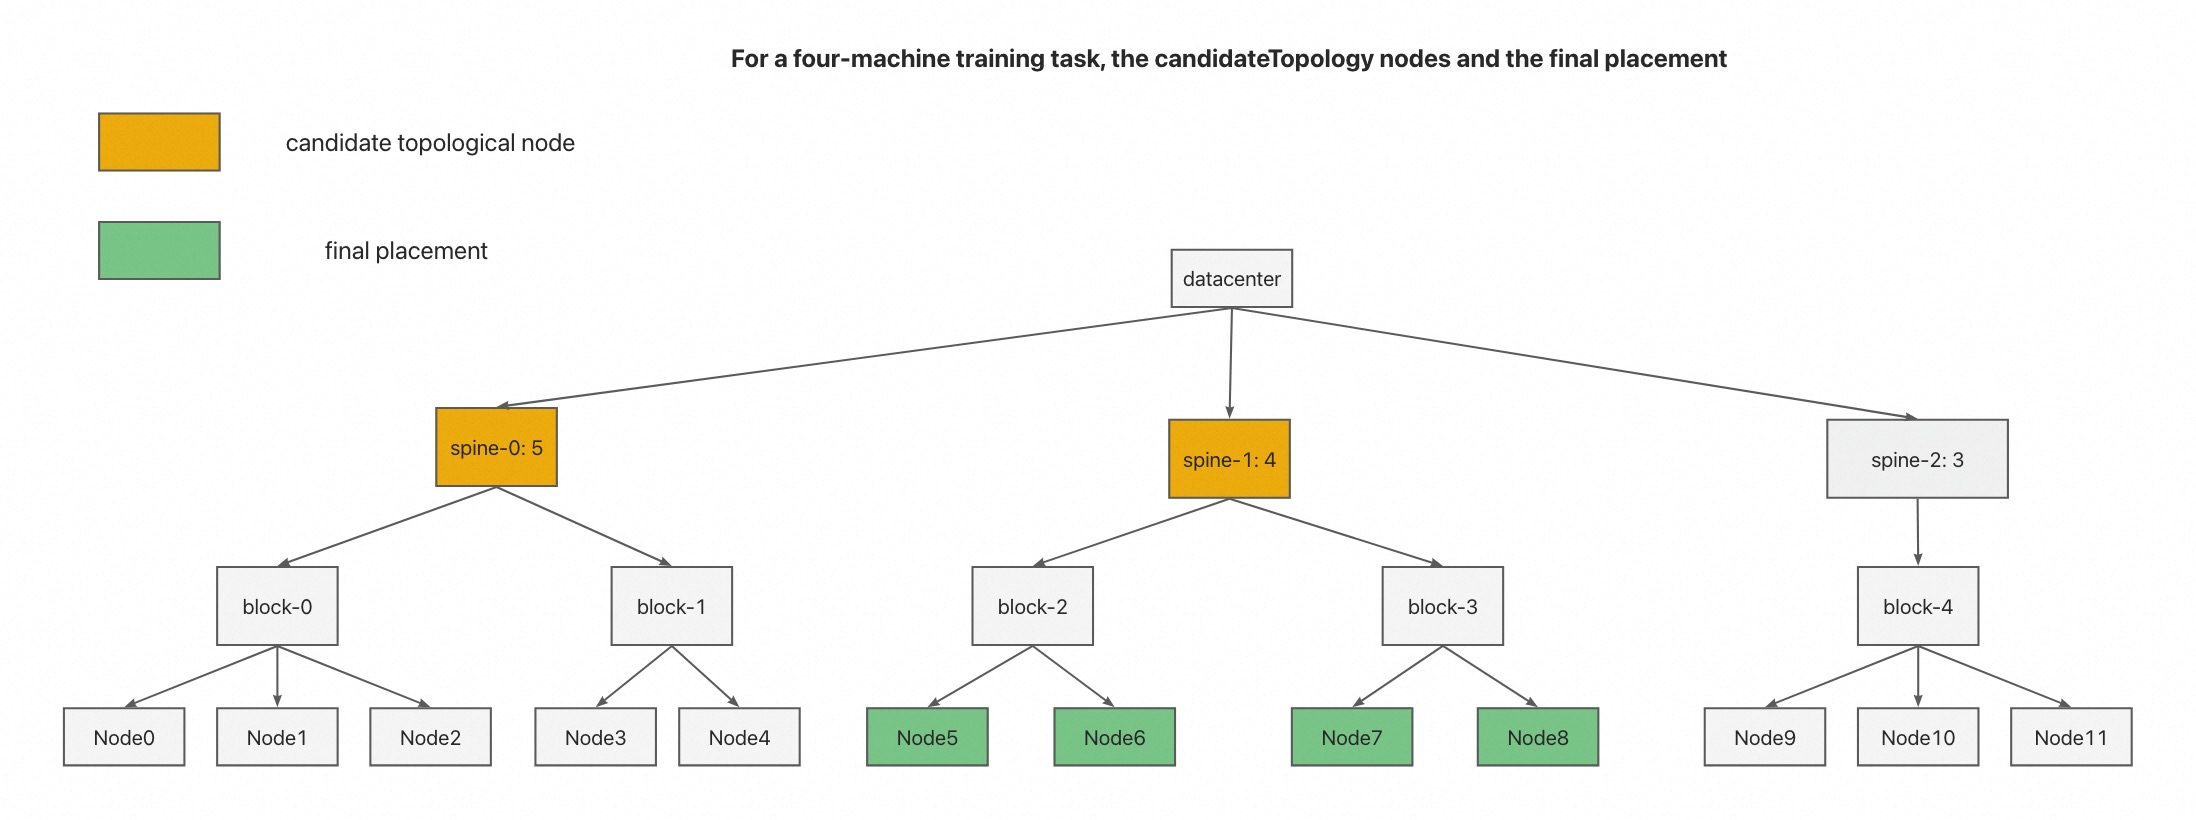 For a four-machine training task, the candidateTopology nodes and the final placement
candidate topological node
final placement
datacenter
spine-0: 5
spine-1: 4
spine-2: 3
block-0
block-1
block-2
block-3
block-4
Node0
Node1
Node2
Node3
Node4
Node5
Node6
Node7
Node8
Node9
Node10
Node11